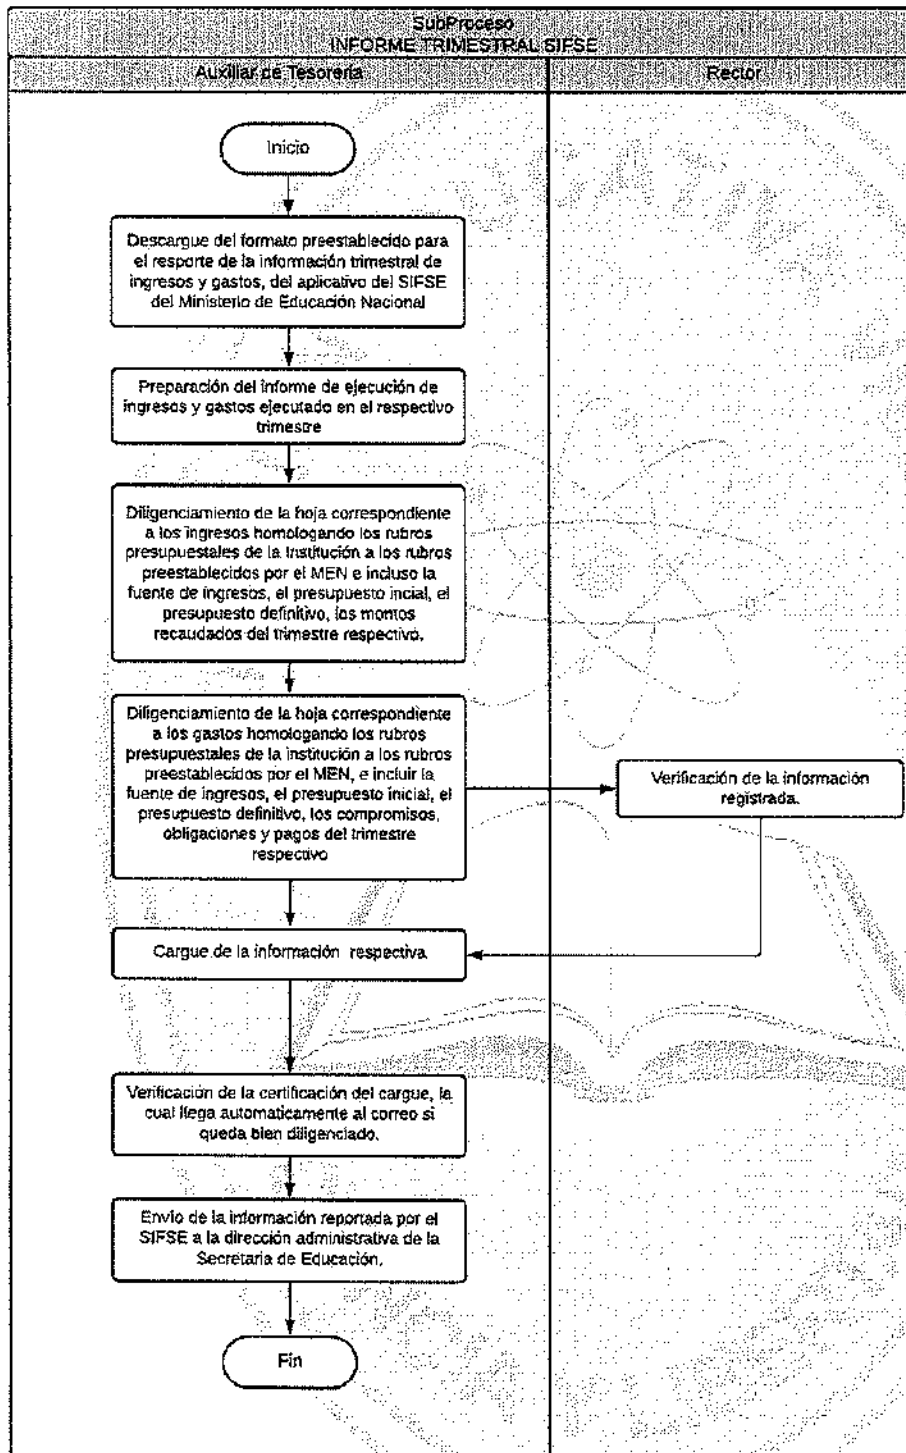 SubProceso
INFORME TRIMESTRAL SIFSE
Auxiliar de Tesorería
Rector
Inicio
Descargue del formato preestablecido para
el resporte de la información trimestral de
ingresos y gastos, del aplicativo del SIFSE
del Ministerio de Educación Nacional
Preparación del informe de ejecución de
ingresos y gastos ejecutado en el respectivo
trimestre
Diligenciamiento de la hoja correspondiente
a los ingresos homologando los rubros
presupuestales de la Institución a los rubros
preestablecidos por el MEN e incluso la
fuente de ingresos, el presupuesto incial, el
presupuesto definitivo, los montos
recaudados del trimestre respectivo.
Diligenciamiento de la hoja correspondiente
a los gastos homologando los rubros
presupuestales de la institución a los rubros
preestablecidos por el MEN, e incluir la
fuente de ingresos, el presupuesto inicial, el
presupuesto definitivo, los compromisos,
obligaciones y pagos del trimestre
respectivo
Verificación de la información
registrada.
Cargue de la información respectiva
Verificación de la certificación del cargue, la
cual llega automaticamente al correo si
queda bien diligenciado.
Envio de la información reportada por el
SIFSE a la dirección administrativa de la
Secretaria de Educación.
Fin